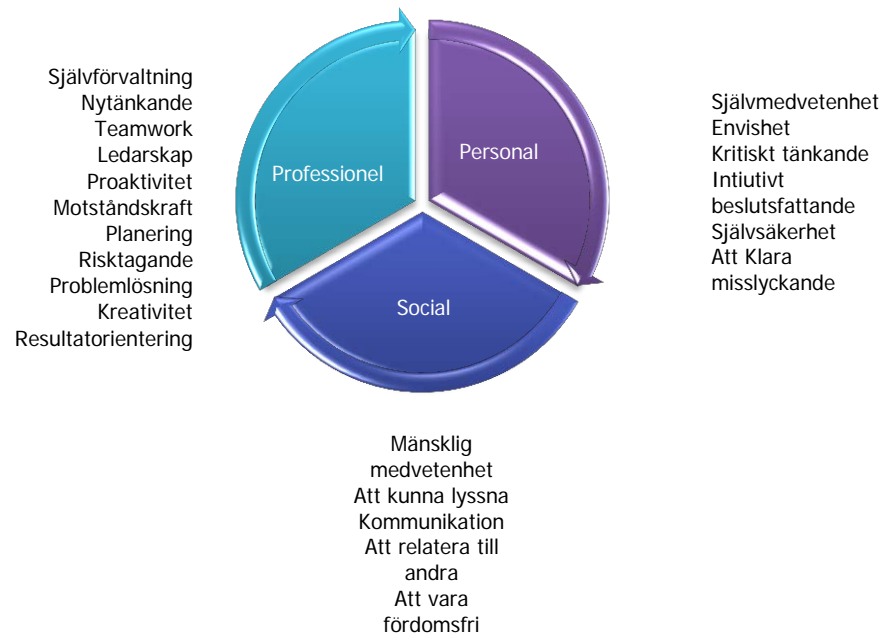 Självförvaltning
Nytänkande
Teamwork
Ledarskap
Proaktivitet
Motståndskraft
Planering
Risktagande
Problemlösning
Kreativitet
Resultatorientering
Professionel
Personal
Social
Självmedvetenhet
Envishet
Kritiskt tänkande
Intiutivt
beslutsfattande
Självsäkerhet
Att Klara
misslyckande
Mänsklig
medvetenhet
Att kunna lyssna
Kommunikation
Att relatera till
andra
Att vara
fördomsfri